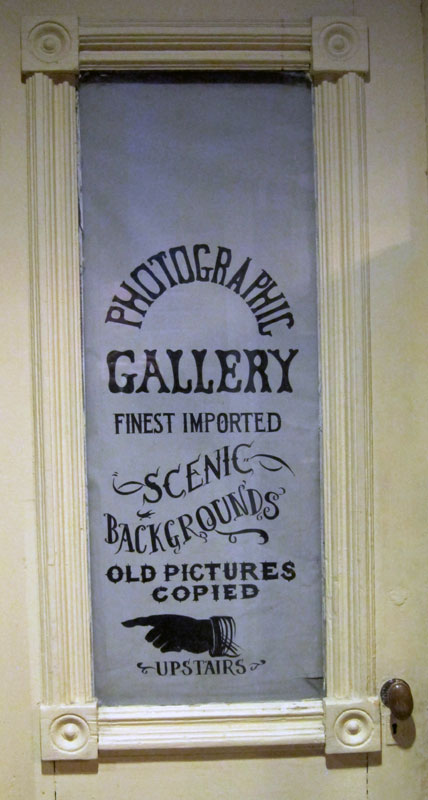 PHOTOGRAPHIC
GALLERY
FINEST IMPORTED
SCENIC
BACKGROUNDS
OLD PICTURES
COPIED
UPSTAIRS